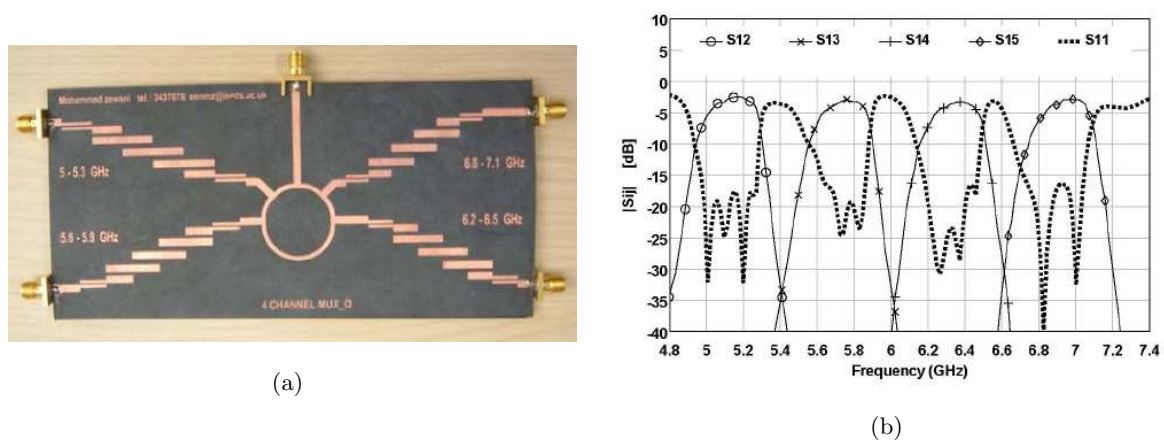 Mohammed zewani tel : 3437078 eenmz@leeds.uc.uk
5 - 5.3 GHz
6.8 - 7.1 GHz
5.6 - 5.9 GHz
6.2 - 6.5 GHz
4 CHANNEL MUX_O
(a)
S12 S13 S14 S15 S11
|Sij| [dB]
10
5
0
-5
-10
-15
-20
-25
-30
-35
-40
4.8 5 5.2 5.4 5.6 5.8 6 6.2 6.4 6.6 6.8 7 7.2 7.4
Frequency (GHz)
(b)